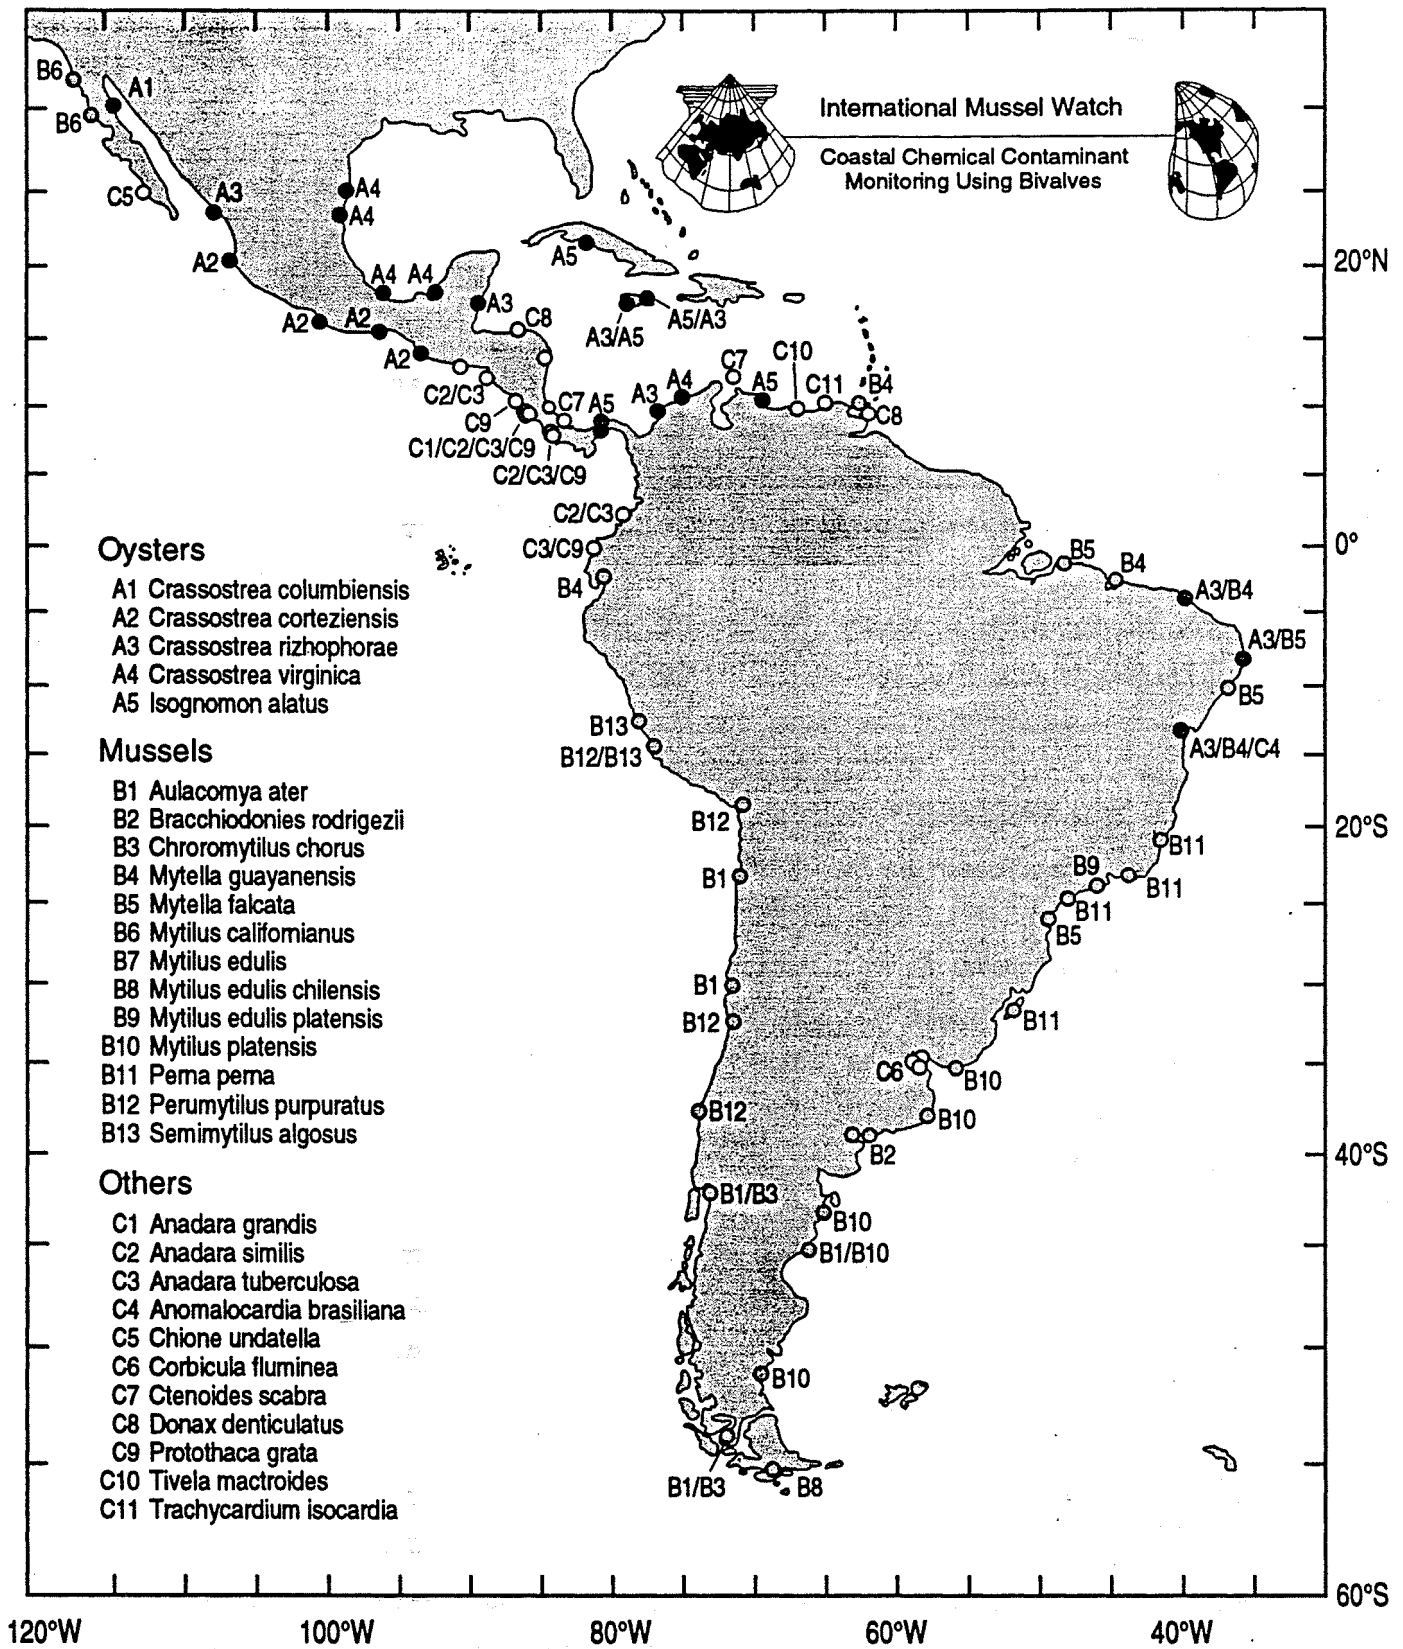 International Mussel Watch
Coastal Chemical Contaminant
Monitoring Using Bivalves
B6
A1
B6
C5
A3
A4
A4
A2
A5
20°N
A4 A4
A3
A2
A2
C8
A3/A5
A5/A3
A2
C7
C10
C2/C3
A3
A4
A5
C11
B4
C9
C7
A5
C8
C1/C2/C3/C9
C2/C3/C9
C2/C3
C3/C9
0°
B5
B4
B4
A3/B4
A3/B5
B5
B13
B12/B13
A3/B4/C4
B12
20°S
B11
B1
B9
B11
B11
B5
B1
B12
B11
C6
B10
B12
B10
B2
40°S
B1/B3
B10
B1/B10
B10
B1/B3
B8
Oysters
A1 Crassostrea columbiensis
A2 Crassostrea corteziensis
A3 Crassostrea rizhophorae
A4 Crassostrea virginica
A5 Isognomon alatus
Mussels
B1 Aulacomya ater
B2 Bracchiodonies rodrigezii
B3 Chroromytilus chorus
B4 Mytella guayanensis
B5 Mytella falcata
B6 Mytilus californianus
B7 Mytilus edulis
B8 Mytilus edulis chilensis
B9 Mytilus edulis platensis
B10 Mytilus platensis
B11 Perna perna
B12 Perumytilus purpuratus
B13 Semimytilus algosus
Others
C1 Anadara grandis
C2 Anadara similis
C3 Anadara tuberculosa
C4 Anomalocardia brasiliana
C5 Chione undatella
C6 Corbicula fluminea
C7 Ctenoides scabra
C8 Donax denticulatus
C9 Protothaca grata
C10 Tivela mactroides
C11 Trachycardium isocardia
60°S
120°W 100°W 80°W 60°W 40°W